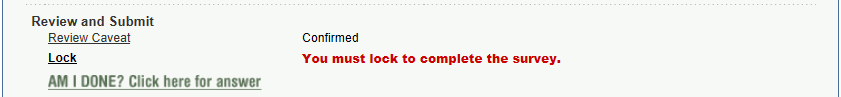 Review and Submit
Review Caveat Confirmed
Lock You must lock to complete the survey.
AM I DONE? Click here for answer